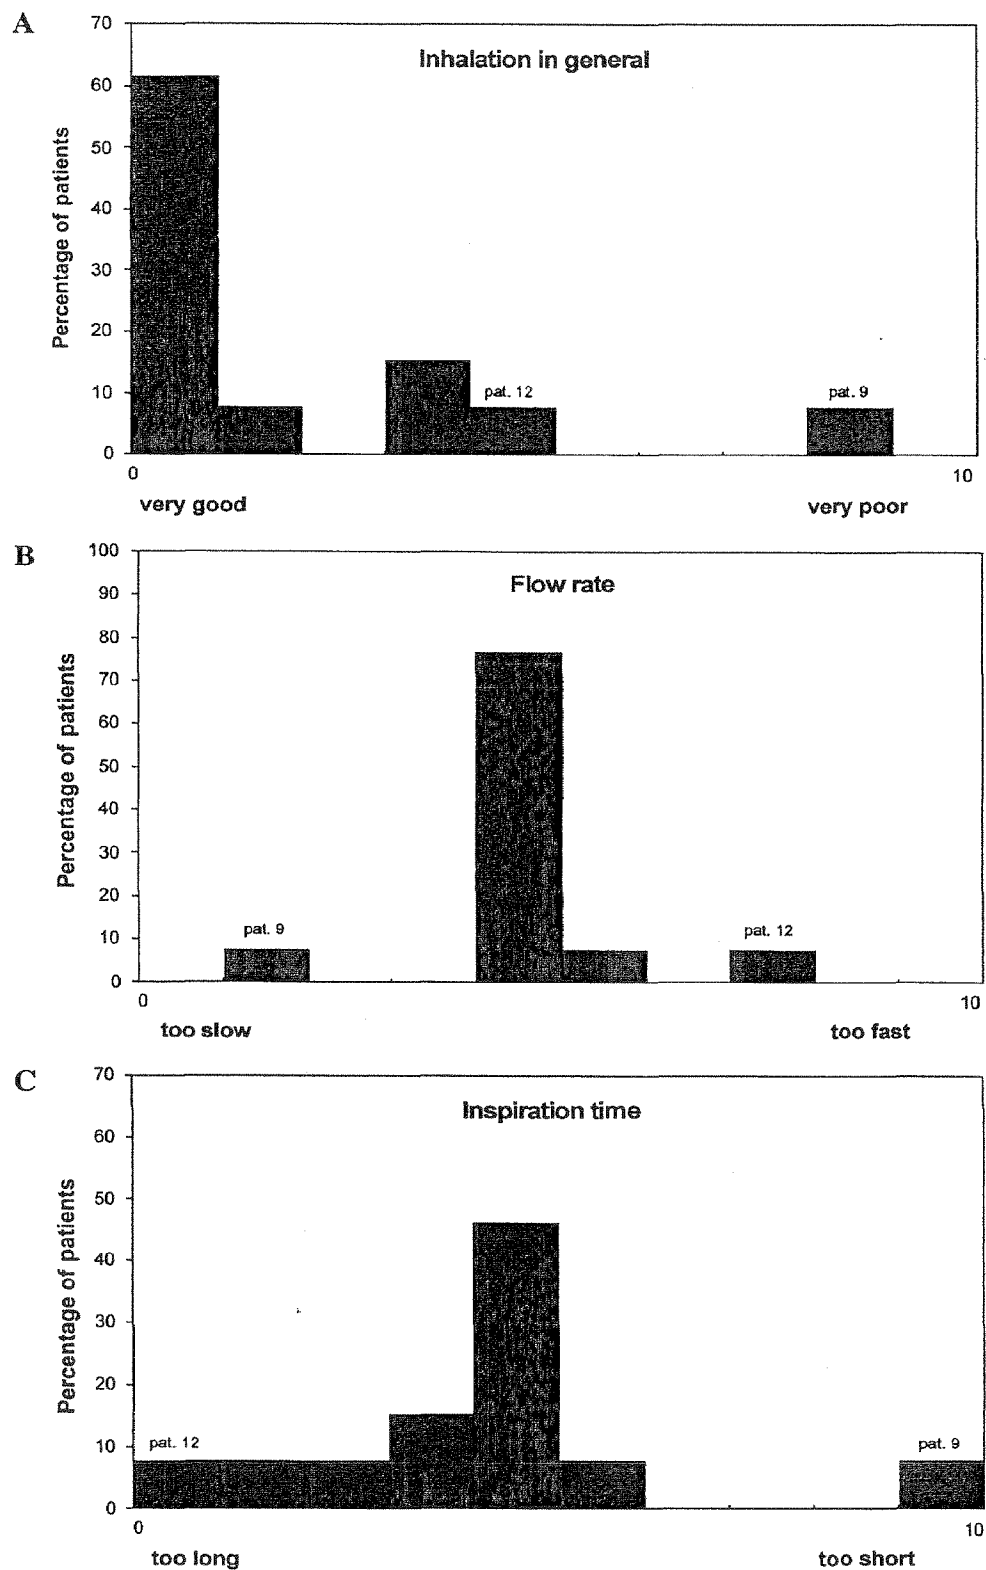 A
70
Inhalation in general
60
50
40
30
20
10
0
Percentage of patients
pat. 12
pat. 9
0
10
very good
very poor
B
100
Flow rate
90
80
70
60
50
40
30
20
10
0
Percentage of patients
pat. 9
pat. 12
0
10
too slow
too fast
C
70
Inspiration time
60
50
40
30
20
10
0
Percentage of patients
pat. 12
pat. 9
0
10
too long
too short